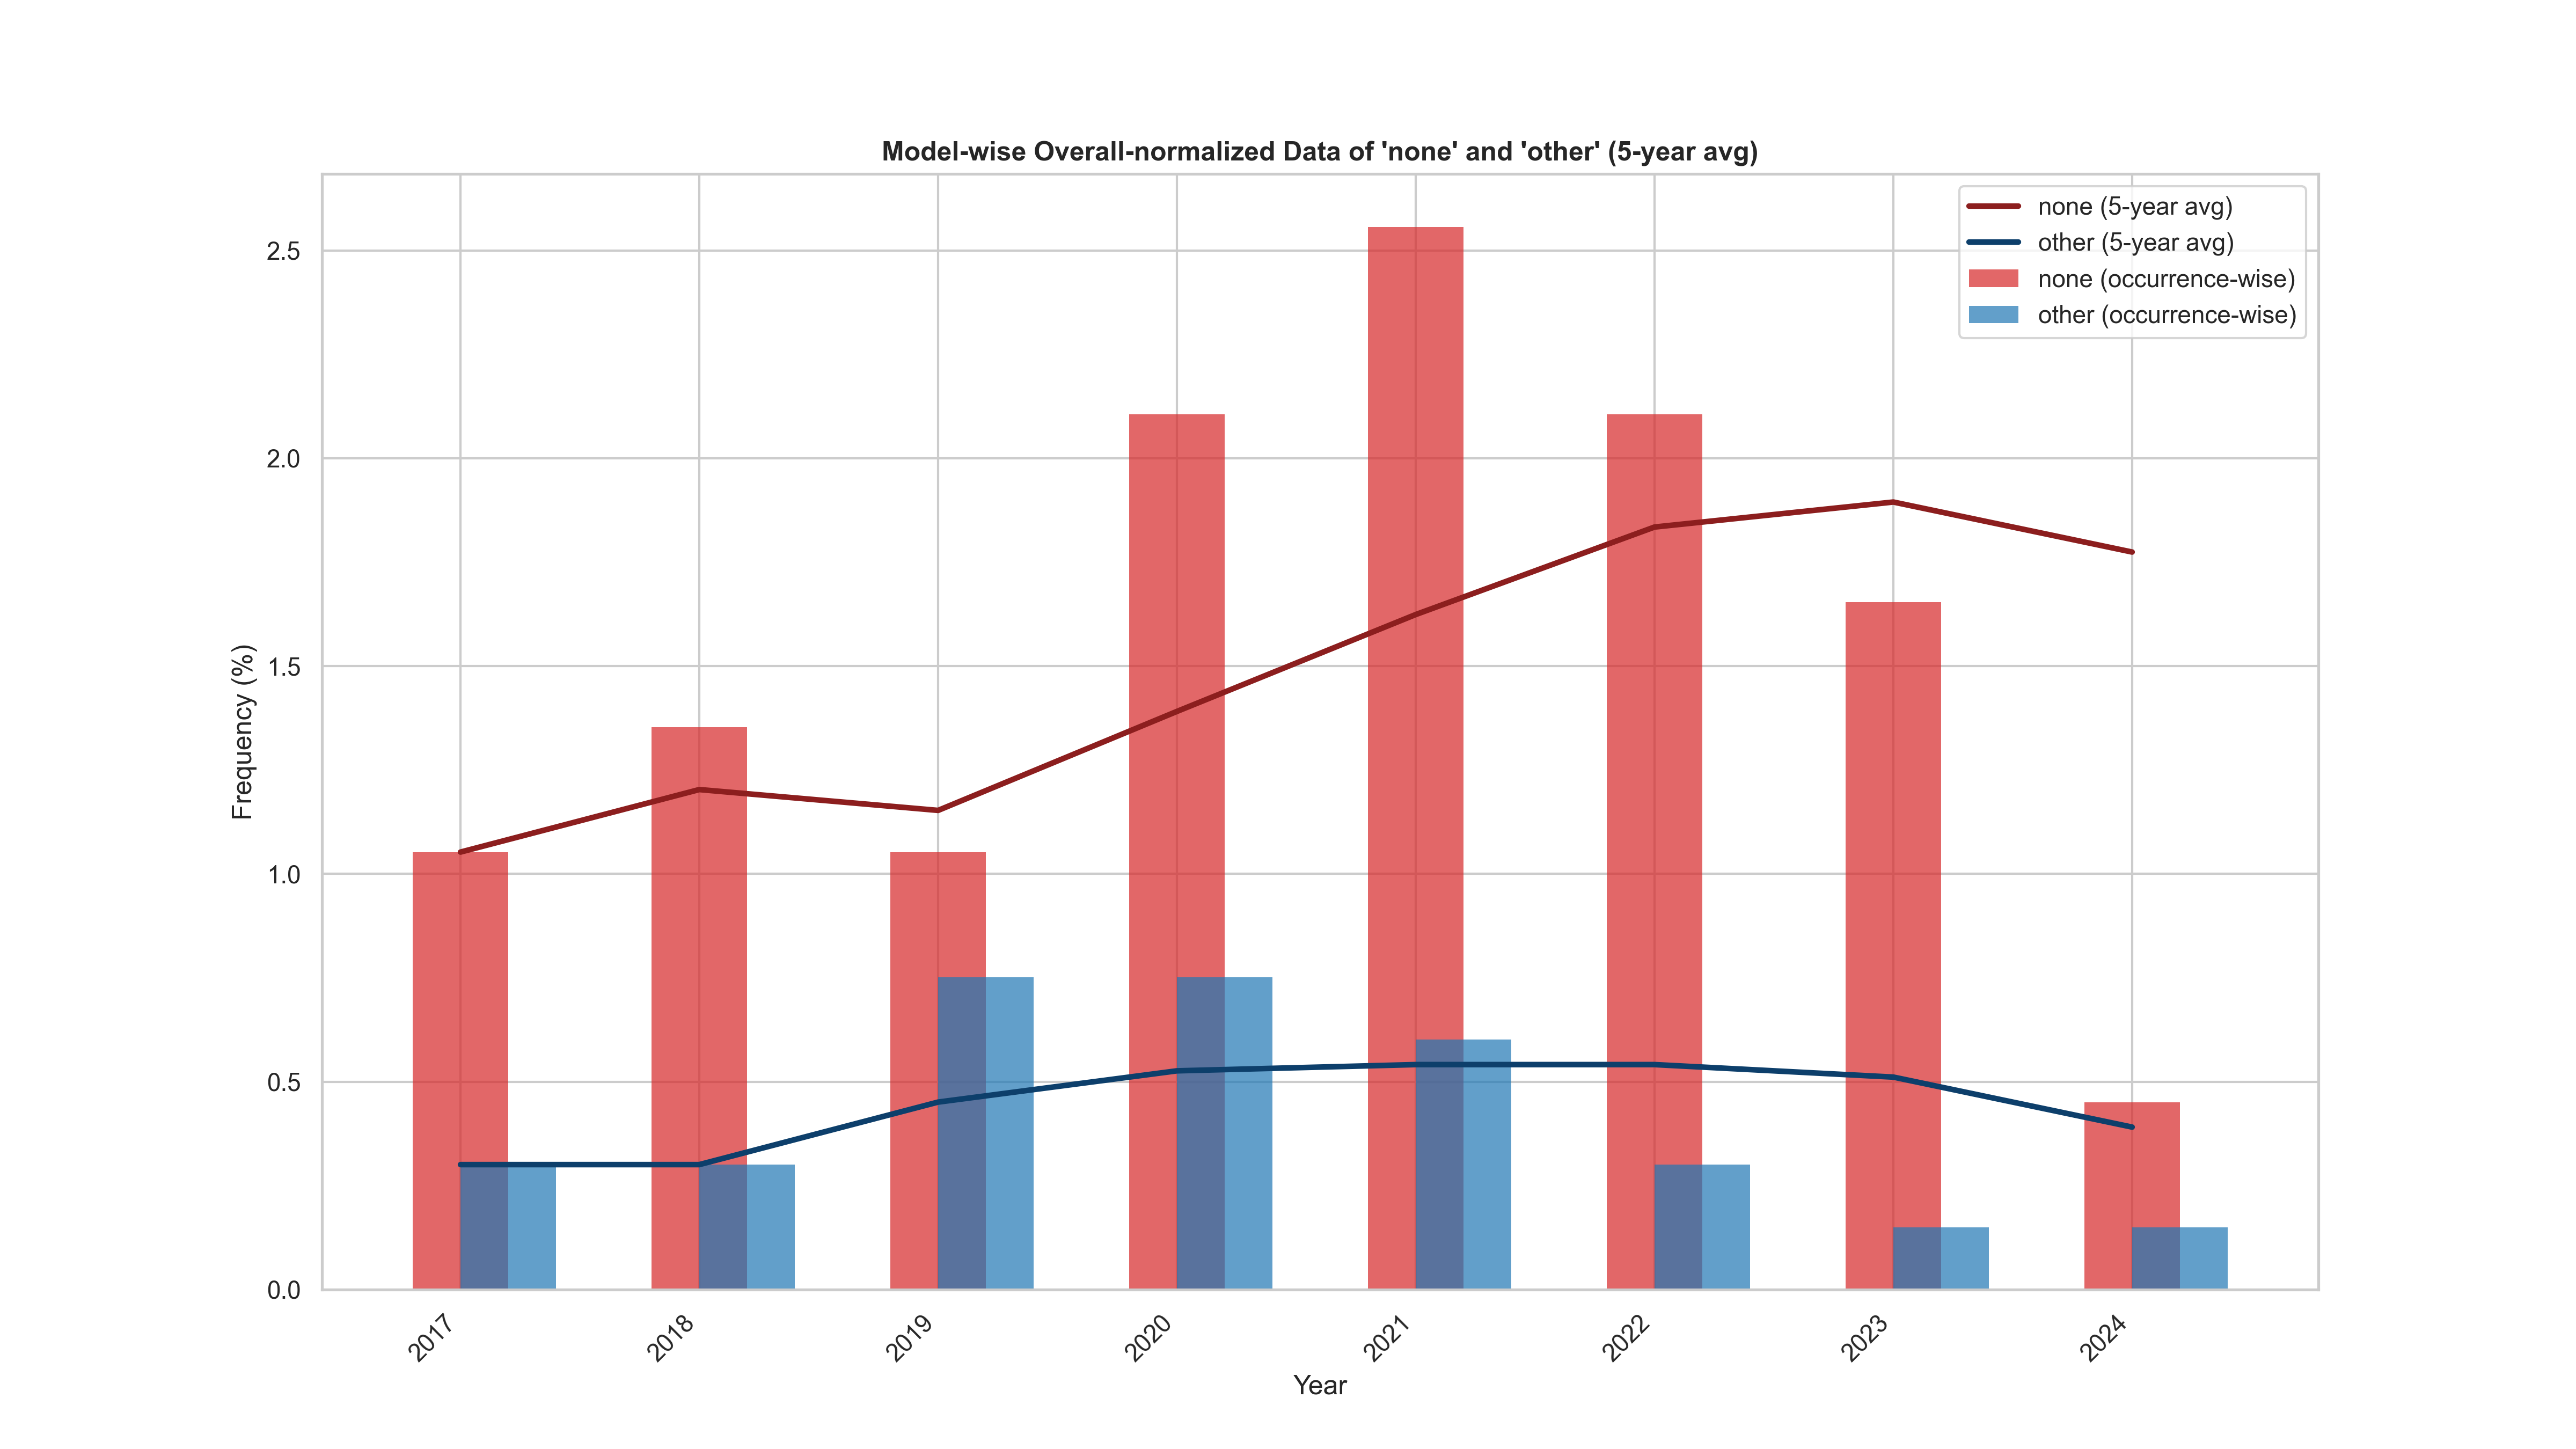 Model-wise Overall-normalized Data of 'none' and 'other' (5-year avg)
none (5-year avg)
other (5-year avg)
none (occurrence-wise)
other (occurrence-wise)
Frequency (%)
2.5
2.0
1.5
1.0
0.5
0.0
2017
2018
2019
2020
2021
2022
2023
2024
Year